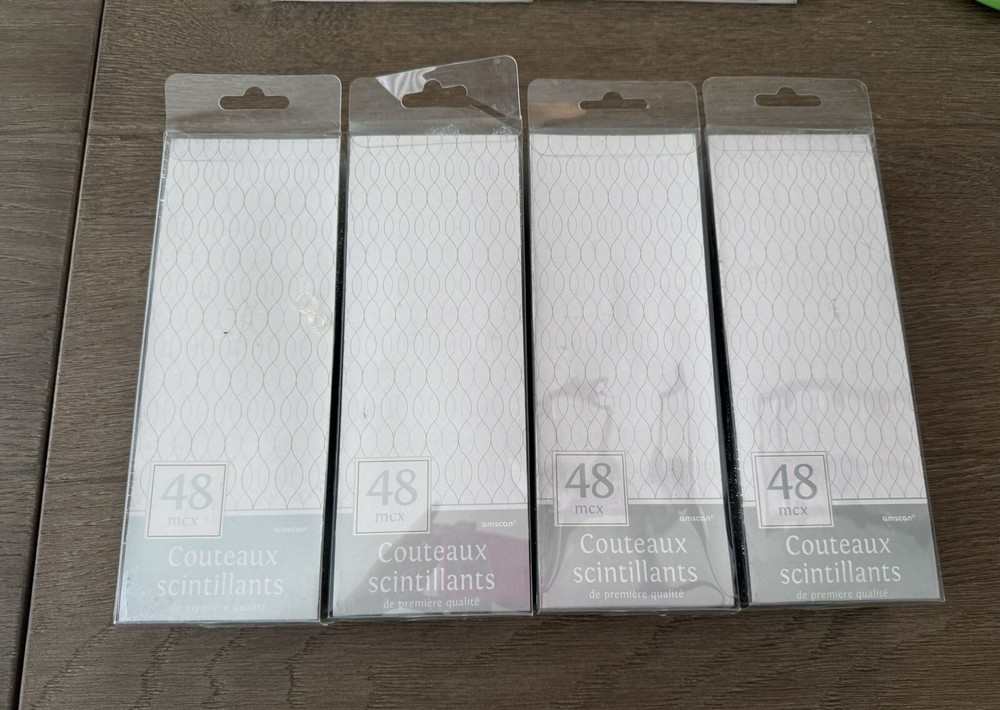 48
mcx
amscan®
Couteaux
scintillants
de première qualité
48
mcx
amscan®
Couteaux
scintillants
de première qualité
48
mcx
amscan®
Couteaux
scintillants
de première qualité
48
mcx
amscan®
Couteaux
scintillants
de première qualité